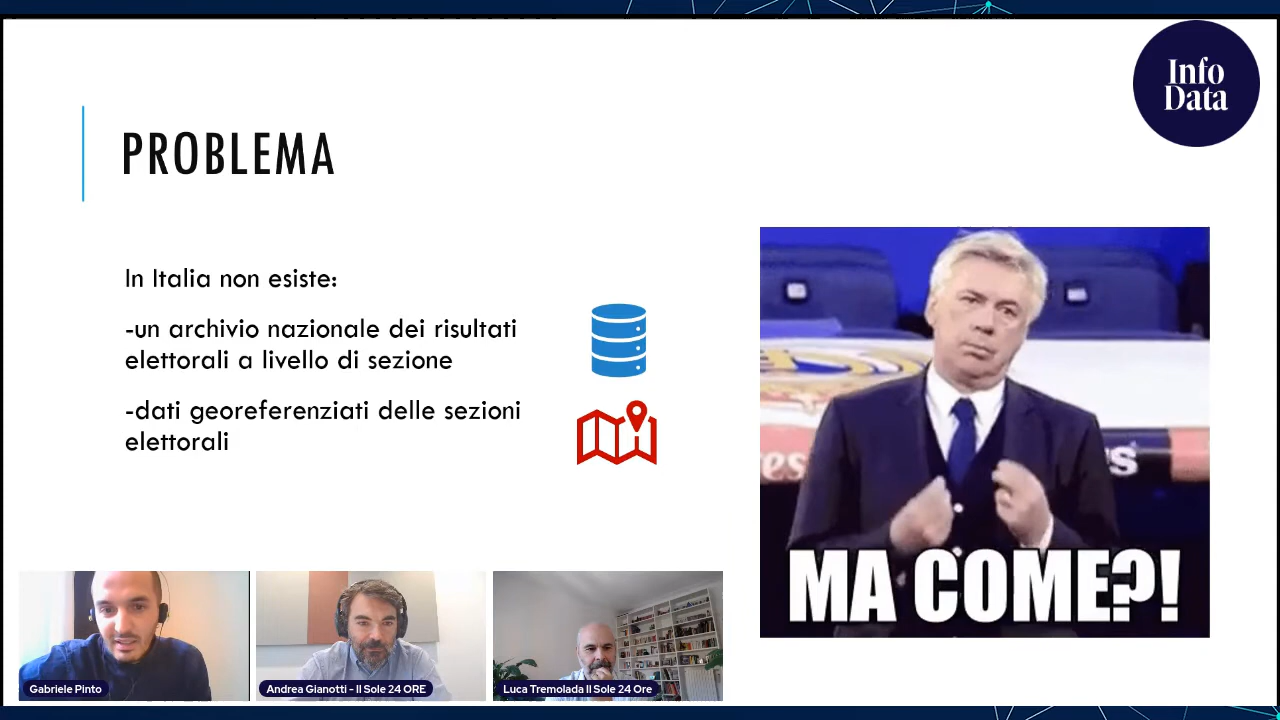 Info
Data
PROBLEMA
In Italia non esiste:
-un archivio nazionale dei risultati
elettorali a livello di sezione
-dati georeferenziati delle sezioni
elettorali
MA COME?!
Gabriele Pinto
Andrea Gianotti - Il Sole 24 ORE
Luca Tremolada Il Sole 24 Ore